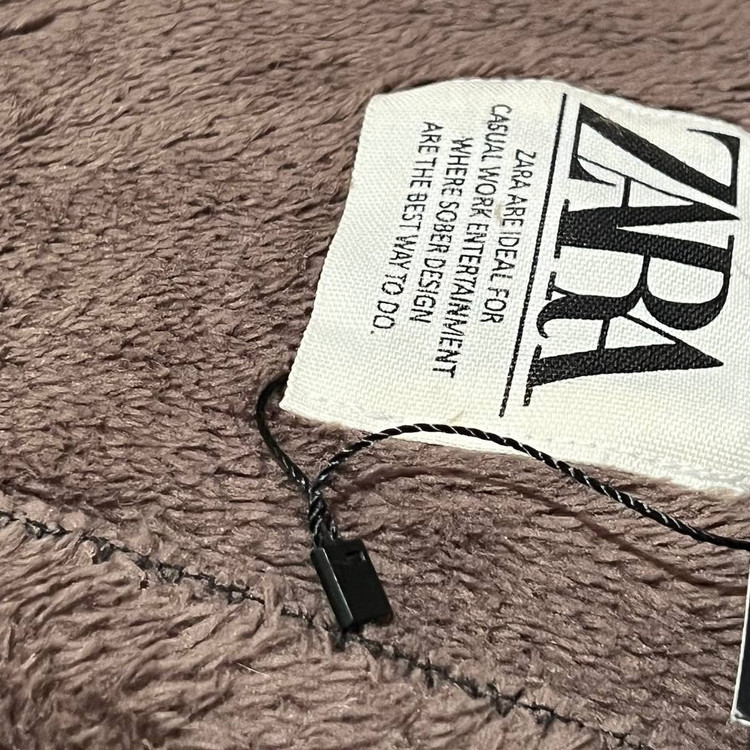 ZARA
ZARA ARE IDEAL FOR
CASUAL WORK ENTERTAINMENT
WHERE SOBER DESIGN
ARE THE BEST WAY TO DO.